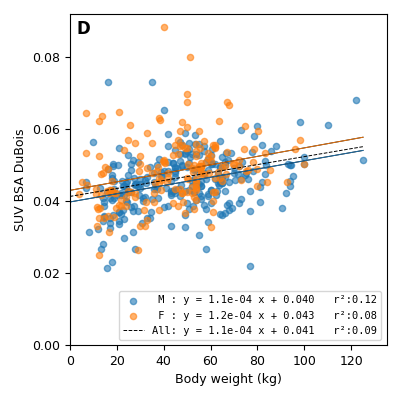 D
0.08
0.06
0.04
0.02
0.00
SUV BSA DuBois
M : y = 1.1e-04 x + 0.040 r²:0.12
F : y = 1.2e-04 x + 0.043 r²:0.08
All: y = 1.1e-04 x + 0.041 r²:0.09
0 20 40 60 80 100 120
Body weight (kg)